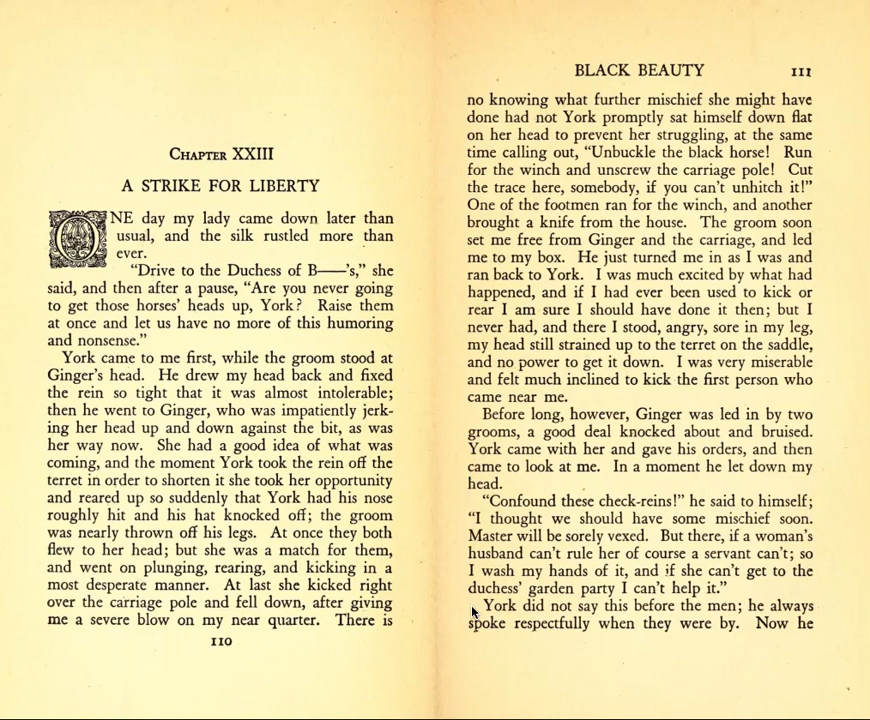 CHAPTER XXIII
A STRIKE FOR LIBERTY
ONE day my lady came down later than
usual, and the silk rustled more than
ever.
“Drive to the Duchess of B——’s,” she
said, and then after a pause, “Are you never going
to get those horses’ heads up, York? Raise them
at once and let us have no more of this humoring
and nonsense.”
York came to me first, while the groom stood at
Ginger’s head. He drew my head back and fixed
the rein so tight that it was almost intolerable;
then he went to Ginger, who was impatiently jerk-
ing her head up and down against the bit, as was
her way now. She had a good idea of what was
coming, and the moment York took the rein off the
terret in order to shorten it she took her opportunity
and reared up so suddenly that York had his nose
roughly hit and his hat knocked off; the groom
was nearly thrown off his legs. At once they both
flew to her head; but she was a match for them,
and went on plunging, rearing, and kicking in a
most desperate manner. At last she kicked right
over the carriage pole and fell down, after giving
me a severe blow on my near quarter. There is
110
BLACK BEAUTY 111
no knowing what further mischief she might have
done had not York promptly sat himself down flat
on her head to prevent her struggling, at the same
time calling out, “Unbuckle the black horse! Run
for the winch and unscrew the carriage pole! Cut
the trace here, somebody, if you can’t unhitch it!”
One of the footmen ran for the winch, and another
brought a knife from the house. The groom soon
set me free from Ginger and the carriage, and led
me to my box. He just turned me in as I was and
ran back to York. I was much excited by what had
happened, and if I had ever been used to kick or
rear I am sure I should have done it then; but I
never had, and there I stood, angry, sore in my leg,
my head still strained up to the terret on the saddle,
and no power to get it down. I was very miserable
and felt much inclined to kick the first person who
came near me.
Before long, however, Ginger was led in by two
grooms, a good deal knocked about and bruised.
York came with her and gave his orders, and then
came to look at me. In a moment he let down my
head.
“Confound these check-reins!” he said to himself;
“I thought we should have some mischief soon.
Master will be sorely vexed. But there, if a woman’s
husband can’t rule her of course a servant can’t; so
I wash my hands of it, and if she can’t get to the
duchess’ garden party I can’t help it.”
York did not say this before the men; he always
spoke respectfully when they were by. Now he